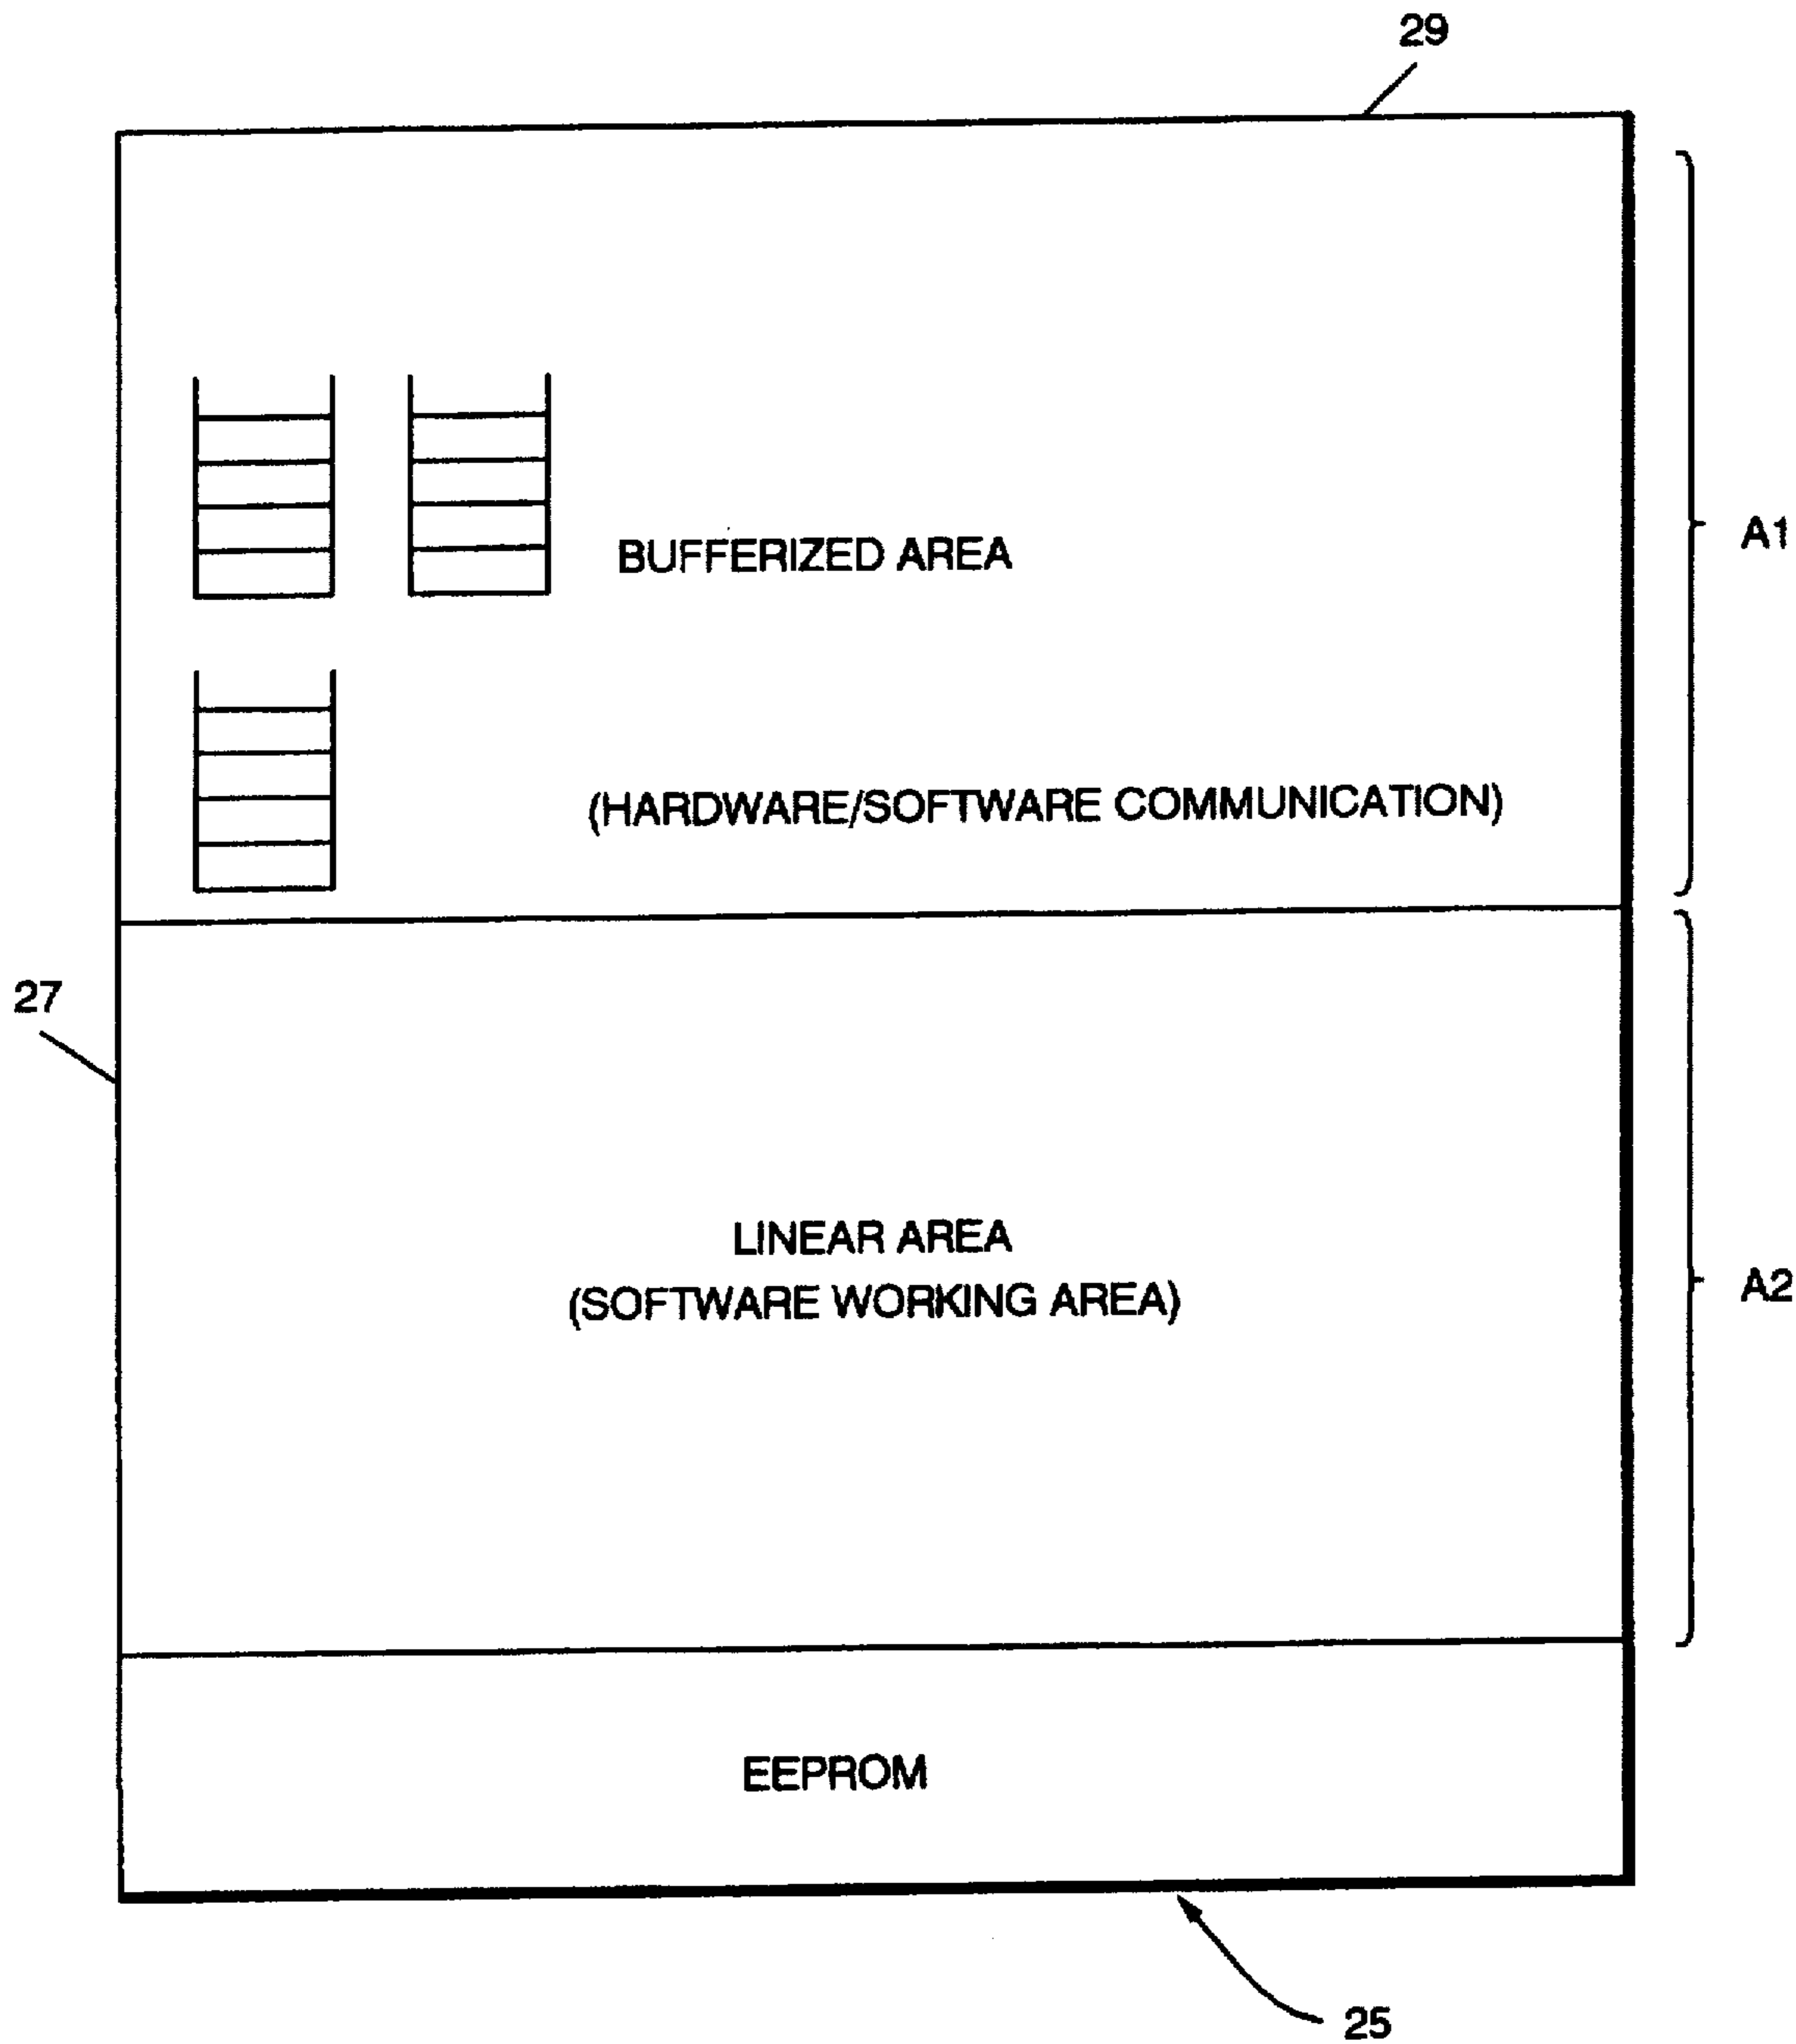 29
A1
BUFFERIZED AREA
(HARDWARE/SOFTWARE COMMUNICATION)
27
LINEAR AREA
(SOFTWARE WORKING AREA)
A2
EEPROM
25